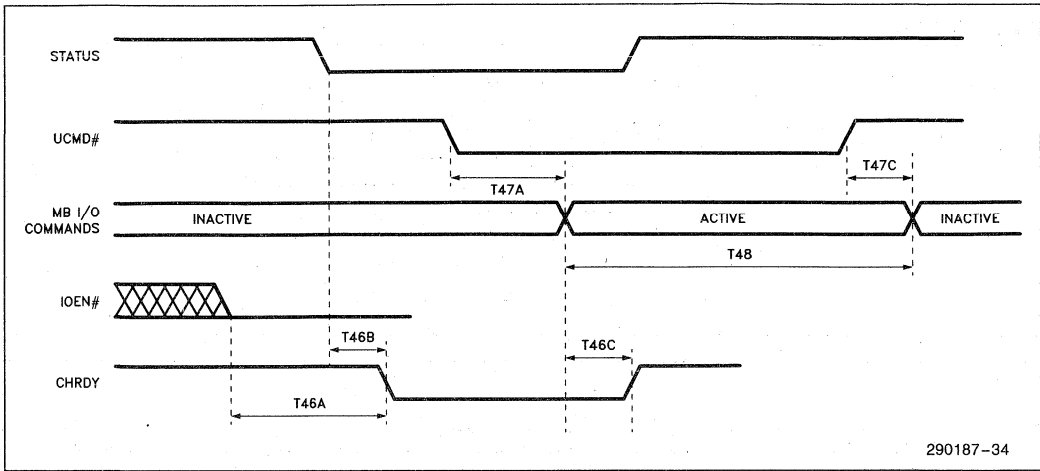 STATUS
UCMD#
T47A
T47C
MB I/O
COMMANDS
INACTIVE
ACTIVE
INACTIVE
T48
IOEN#
T46B
T46C
CHRDY
T46A
290187-34